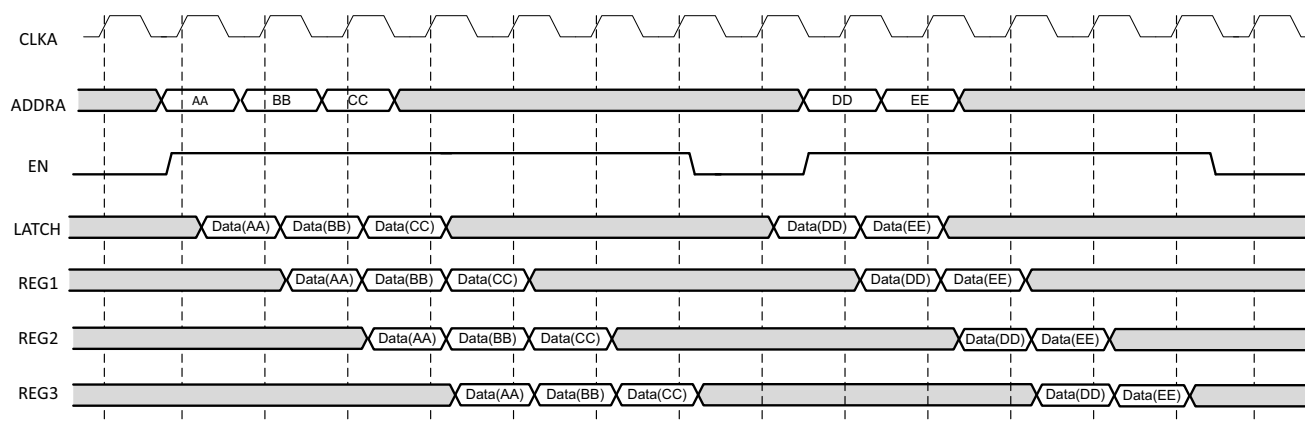 CLKA
ADDRA AA BB CC DD EE
EN
LATCH Data(AA) Data(BB) Data(CC) Data(DD) Data(EE)
REG1 Data(AA) Data(BB) Data(CC) Data(DD) Data(EE)
REG2 Data(AA) Data(BB) Data(CC) Data(DD) Data(EE)
REG3 Data(AA) Data(BB) Data(CC) Data(DD) Data(EE)